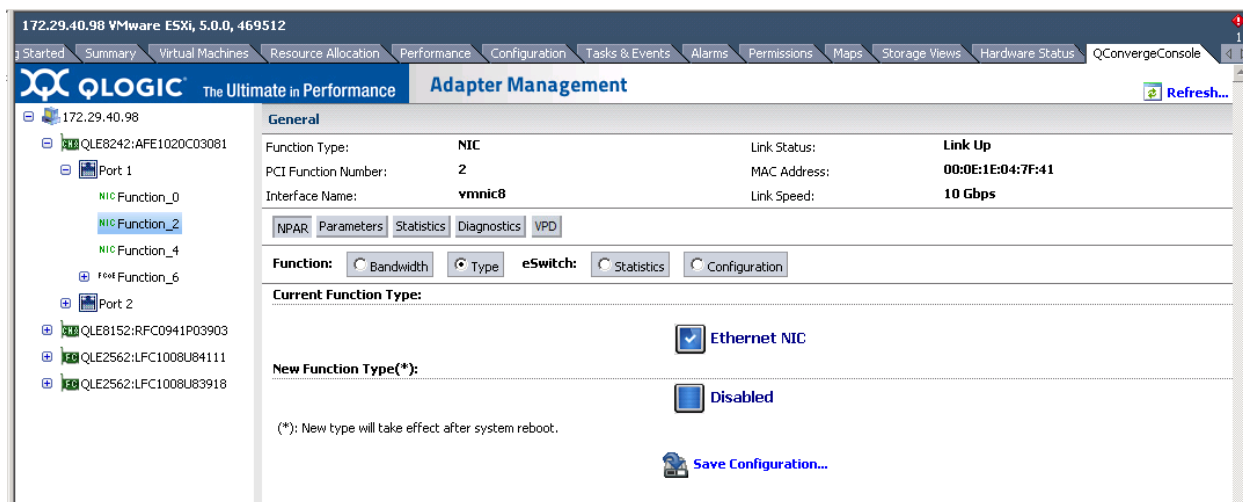 172.29.40.98 VMware ESXi, 5.0.0, 469512
g Started Summary Virtual Machines Resource Allocation Performance Configuration Tasks & Events Alarms Permissions Maps Storage Views Hardware Status QConvergeConsole
QLOGIC The Ultimate in Performance Adapter Management
Refresh...
172.29.40.98
QLE8242:AFE1020C03081
Port 1
NIC Function_0
NIC Function_2
NIC Function_4
FCoE Function_6
Port 2
QLE8152:RFC0941P03903
QLE2562:LFC1008U84111
QLE2562:LFC1008U83918
General
Function Type: NIC Link Status: Link Up
PCI Function Number: 2 MAC Address: 00:0E:1E:04:7F:41
Interface Name: vmnic8 Link Speed: 10 Gbps
NPAR Parameters Statistics Diagnostics VPD
Function: Bandwidth Type eSwitch: Statistics Configuration
Current Function Type:
Ethernet NIC
New Function Type(*):
Disabled
(*): New type will take effect after system reboot.
Save Configuration...